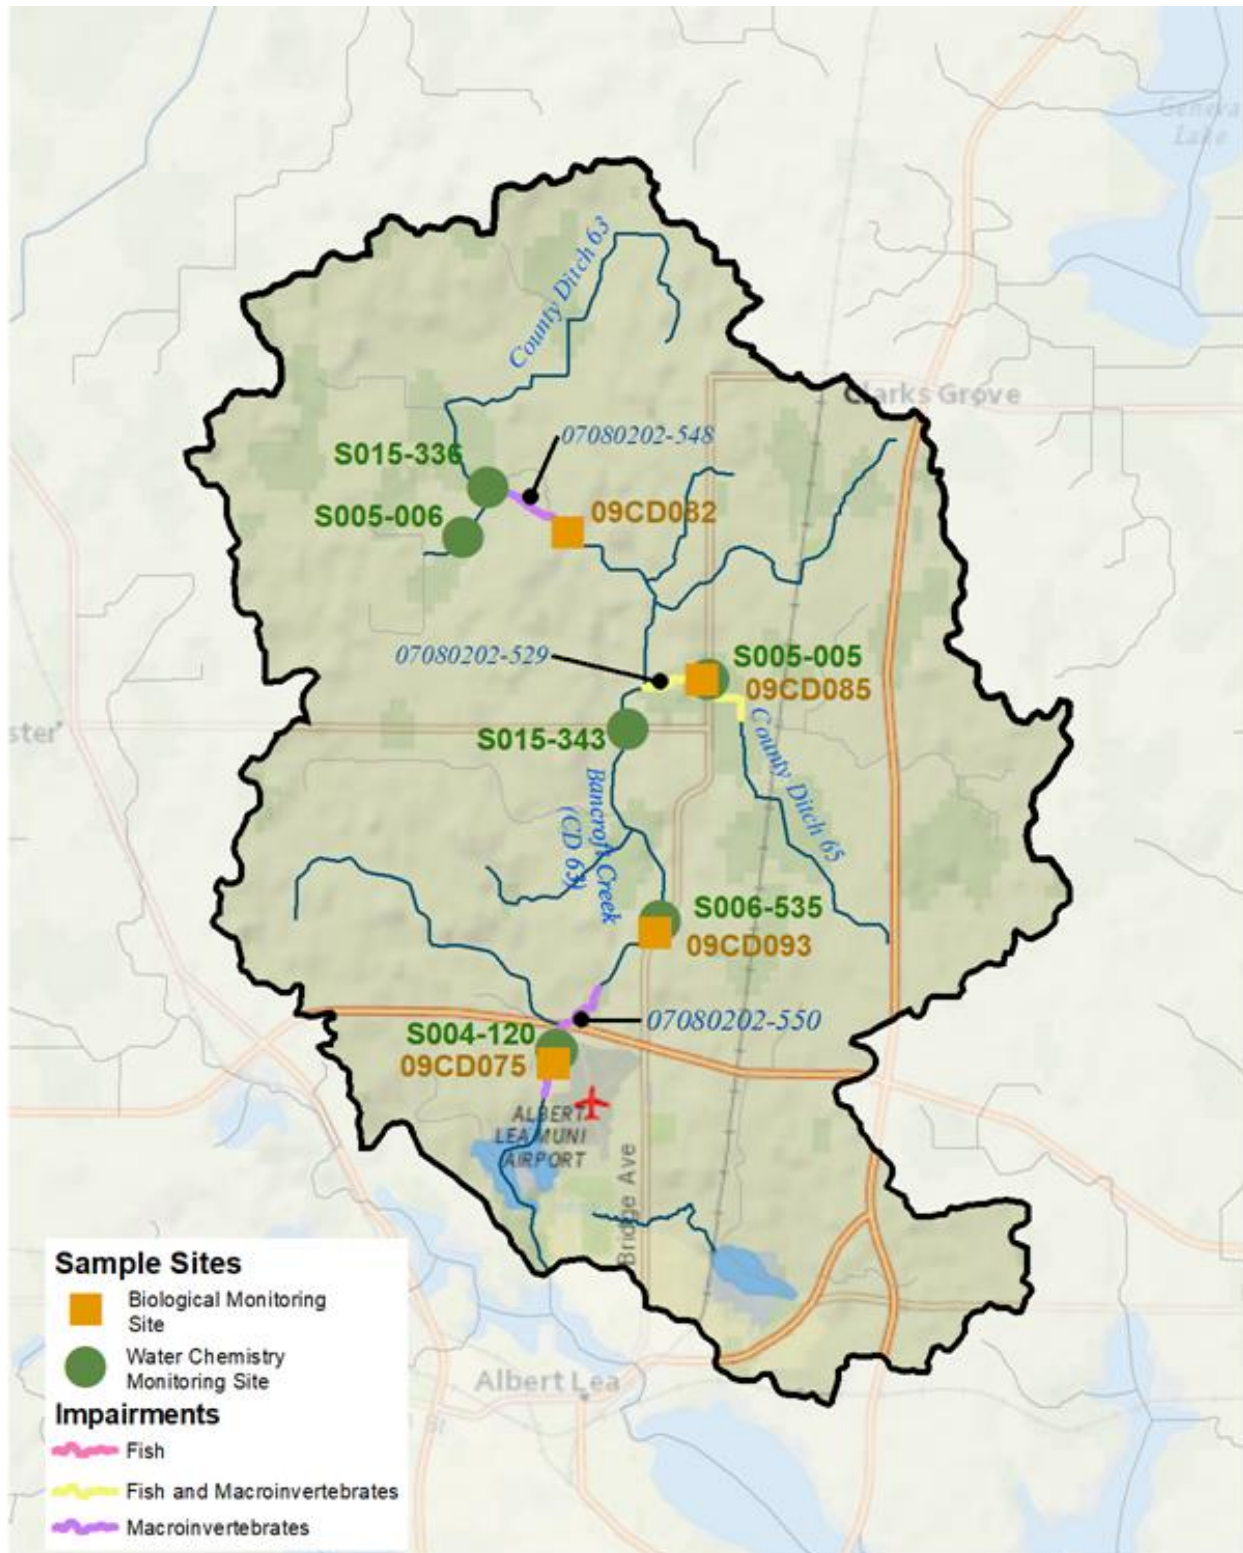 Geneva
Lake
County Ditch 63
Clarks Grove
07080202-548
S015-336
S005-006
09CD082
07080202-529
S005-005
09CD085
ster
S015-343
County Ditch 65
Bancroft Creek
(CD 63)
S006-535
09CD093
07080202-550
S004-120
09CD075
ALBERT
LEA MUNI
AIRPORT
Bridge Ave
Albert Lea
St
Sample Sites
Biological Monitoring
Site
Water Chemistry
Monitoring Site
Impairments
Fish
Fish and Macroinvertebrates
Macroinvertebrates